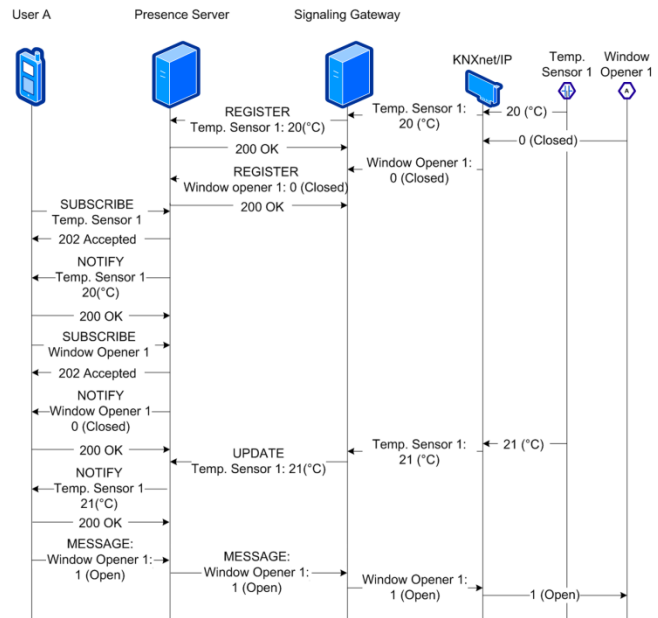 User A
Presence Server
Signaling Gateway
KNXnet/IP
Temp.
Sensor 1
Window
Opener 1
A
REGISTER
Temp. Sensor 1: 20(°C)
Temp. Sensor 1:
20 (°C)
20 (°C)
200 OK
0 (Closed)
REGISTER
Window opener 1: 0 (Closed)
Window Opener 1:
0 (Closed)
SUBSCRIBE
Temp. Sensor 1
200 OK
202 Accepted
NOTIFY
Temp. Sensor 1
20(°C)
200 OK
SUBSCRIBE
Window Opener 1
202 Accepted
NOTIFY
Window Opener 1
0 (Closed)
200 OK
UPDATE
Temp. Sensor 1: 21(°C)
Temp. Sensor 1:
21 (°C)
21 (°C)
NOTIFY
Temp. Sensor 1
21(°C)
200 OK
MESSAGE:
Window Opener 1:
1 (Open)
MESSAGE:
Window Opener 1:
1 (Open)
Window Opener 1:
1 (Open)
1 (Open)